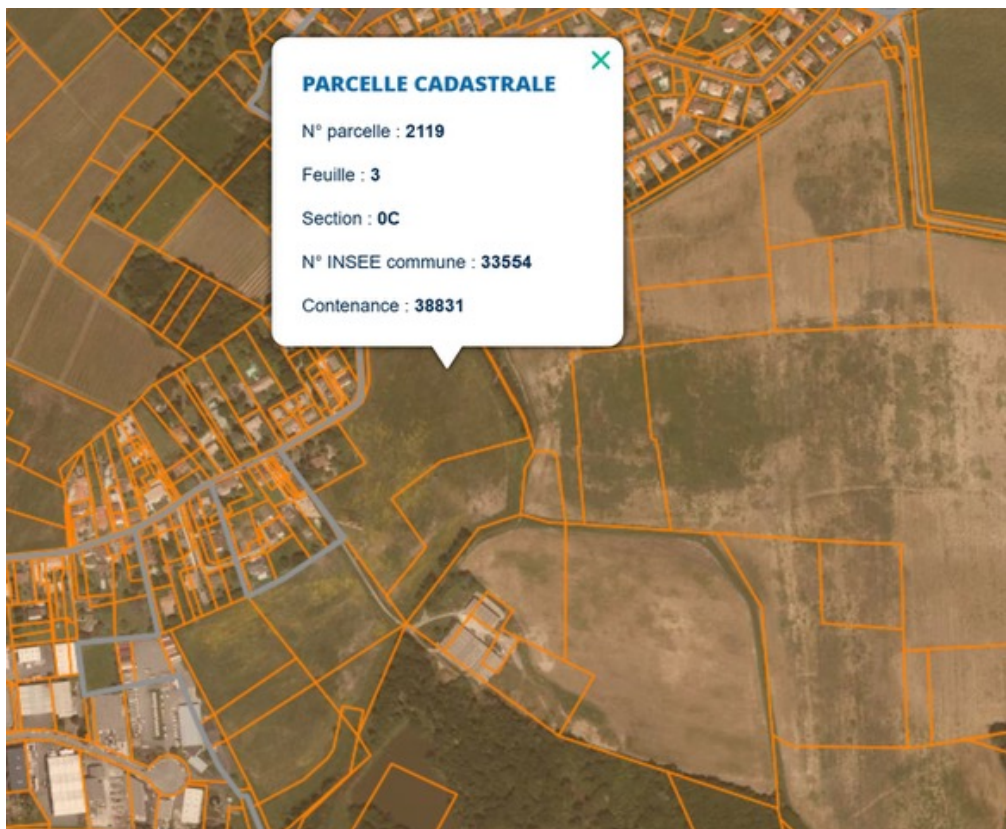 PARCELLE CADASTRALE
N° parcelle : 2119
Feuille : 3
Section : 0C
N° INSEE commune : 33554
Contenance : 38831